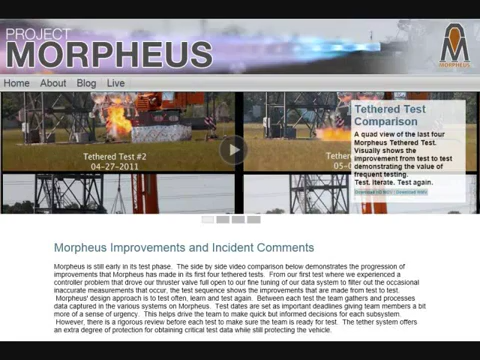 PROJECT
MORPHEUS
MORPHEUS
Home About Blog Live
Tethered Test
Comparison
A quad view of the last four
Morpheus Tethered Test.
Visually shows the
improvement from test to test
demonstrating the value of
frequent testing.
Test. Iterate. Test again.
Tethered Test #2
04-27-2011
Tethered Test
05-0
Morpheus Improvements and Incident Comments
Morpheus is still early in its test phase. The side by side video comparison below demonstrates the progression of
improvements that Morpheus has made in its first four tethered tests. From our first test where we experienced a
controller problem that drove our thruster valve full open to our fine tuning of our data system to filter out the occasional
inaccurate measurements that occur, the test sequence shows the improvements that are made from test to test.
Morpheus' design approach is to test often, learn and test again. Between each test the team gathers and processes
data captured in the various systems on Morpheus. Test dates are set as important deadlines giving team members a bit
more of a sense of urgency. This helps drive the team to make quick but informed decisions for each subsystem.
However, there is a rigorous review before each test to make sure the team is ready for test. The tether system offers
an extra degree of protection for obtaining critical test data while still protecting the vehicle.